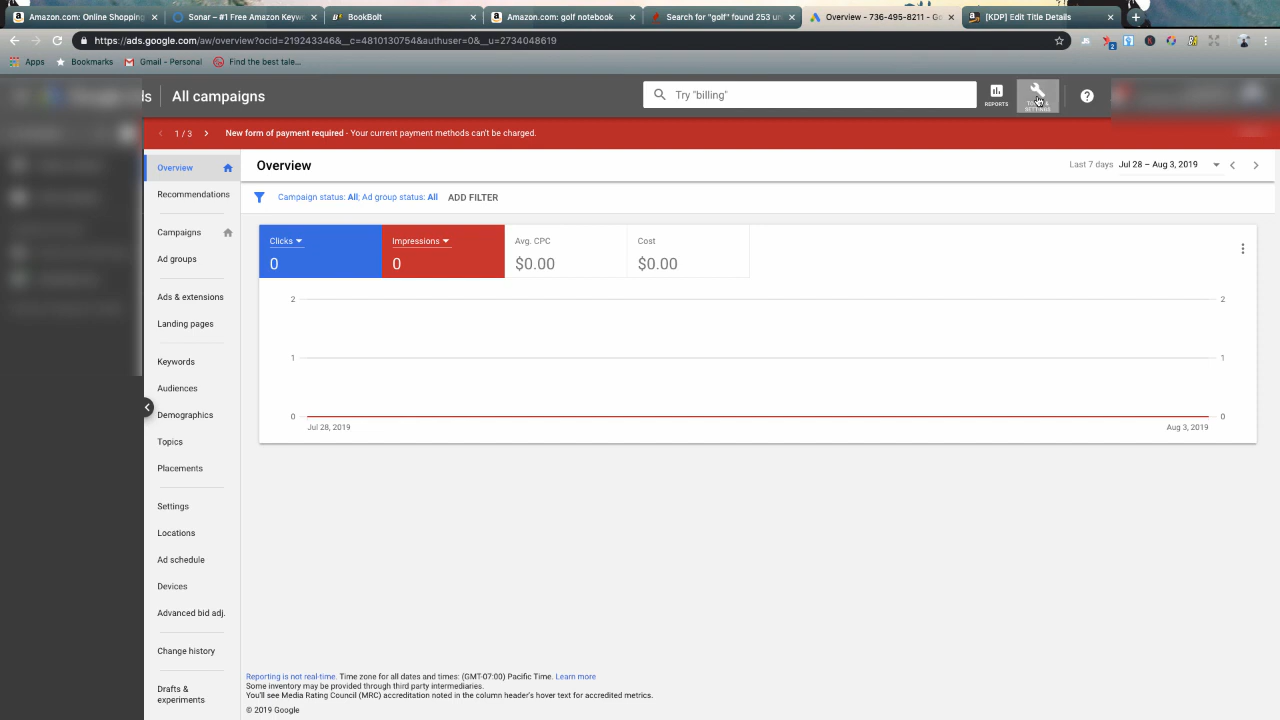 Amazon.com: Online Shopping
Sonar – #1 Free Amazon Keyw
BookBolt
Amazon.com: golf notebook
Search for "golf" found 253 un
Overview - 736-495-8211 - Go
[KDP] Edit Title Details
https://ads.google.com/aw/overview?ocid=219243346&__c=4810130754&authuser=0&__u=2734048619
Apps
Bookmarks
Gmail - Personal
Find the best tale...
ds
All campaigns
Try "billing"
REPORTS
SETTINGS
1 / 3
New form of payment required - Your current payment methods can't be charged.
Overview
Recommendations
Campaigns
Ad groups
Ads & extensions
Landing pages
Keywords
Audiences
Demographics
Topics
Placements
Settings
Locations
Ad schedule
Devices
Advanced bid adj.
Change history
Drafts &
experiments
Overview
Last 7 days Jul 28 – Aug 3, 2019
Campaign status: All; Ad group status: All ADD FILTER
Clicks
0
Impressions
0
Avg. CPC
$0.00
Cost
$0.00
2 2
1 1
0 0
Jul 28, 2019 Aug 3, 2019
Reporting is not real-time. Time zone for all dates and times: (GMT-07:00) Pacific Time. Learn more
Some inventory may be provided through third party intermediaries.
You'll see Media Rating Council (MRC) accreditation noted in the column header's hover text for accredited metrics.
© 2019 Google